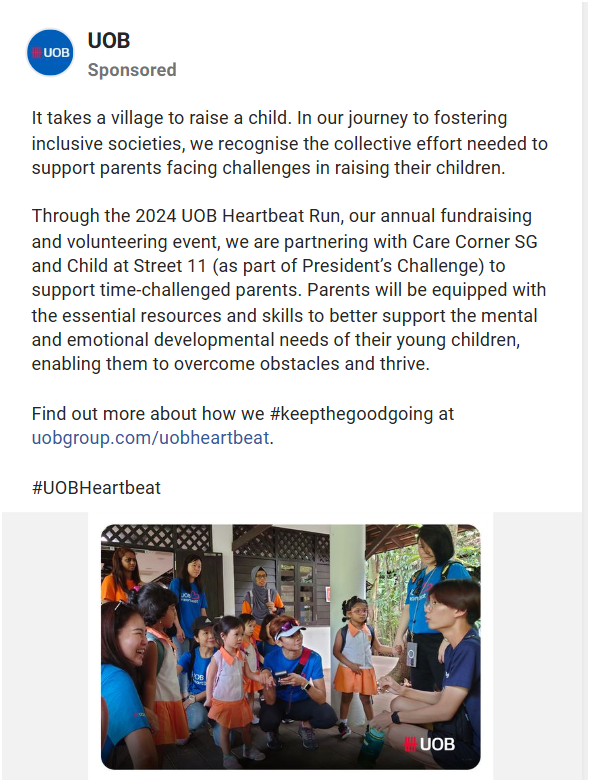 UOB
UOB
Sponsored
It takes a village to raise a child. In our journey to fostering
inclusive societies, we recognise the collective effort needed to
support parents facing challenges in raising their children.
Through the 2024 UOB Heartbeat Run, our annual fundraising
and volunteering event, we are partnering with Care Corner SG
and Child at Street 11 (as part of President’s Challenge) to
support time-challenged parents. Parents will be equipped with
the essential resources and skills to better support the mental
and emotional developmental needs of their young children,
enabling them to overcome obstacles and thrive.
Find out more about how we #keepthegoodgoing at
uobgroup.com/uobheartbeat.
#UOBHeartbeat
UOB
UOB
UOB